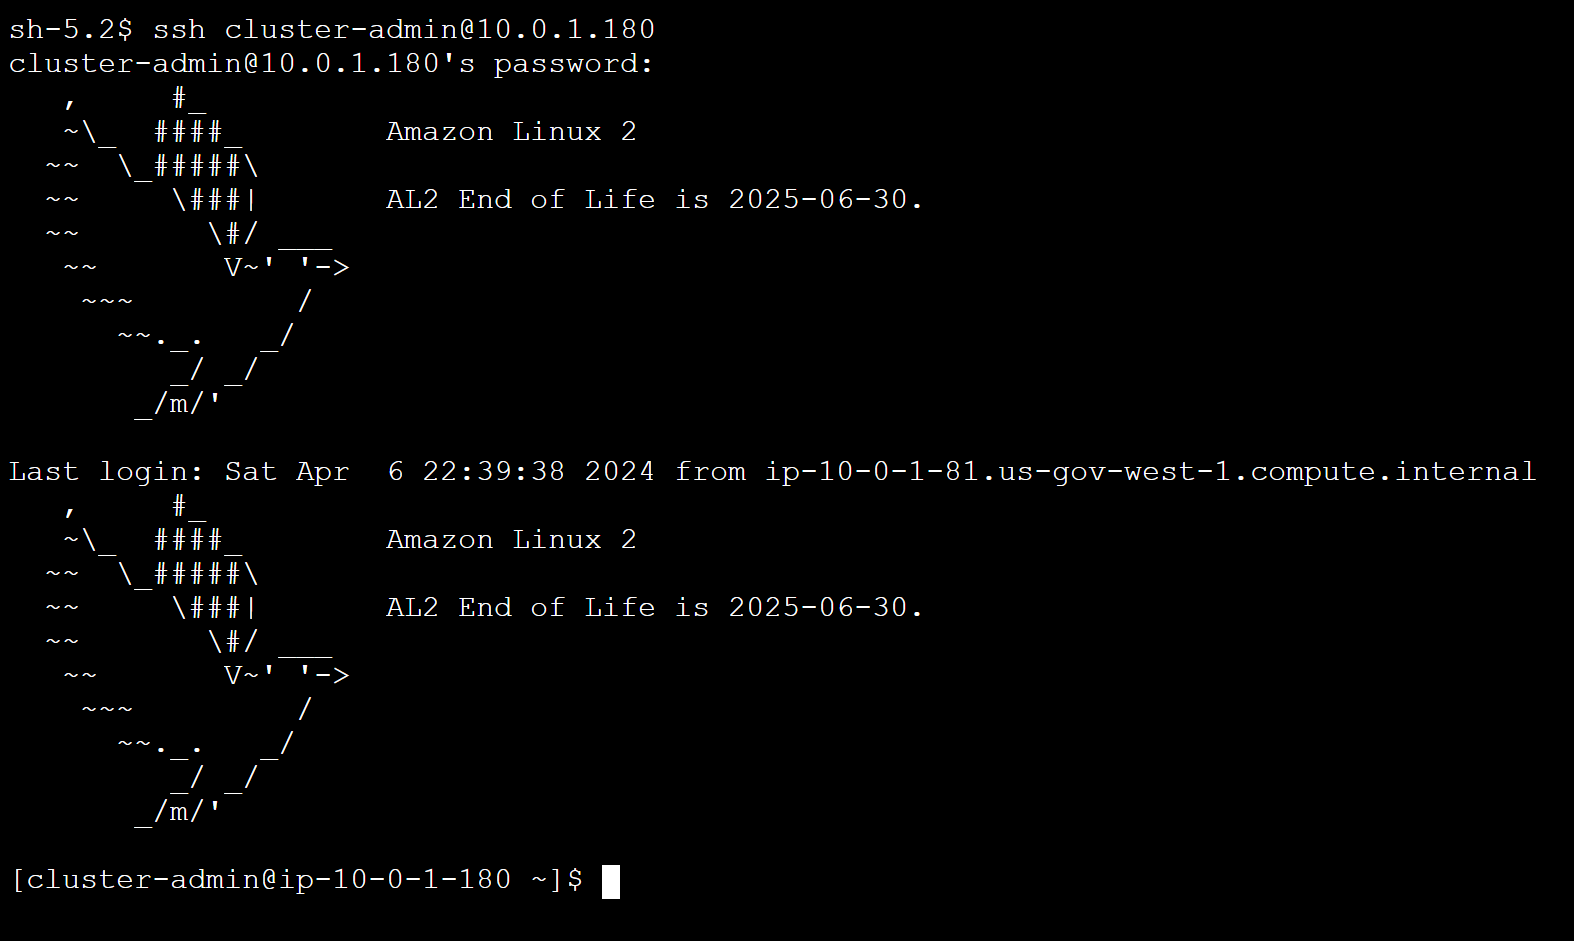 sh-5.2$ ssh cluster-admin@10.0.1.180
cluster-admin@10.0.1.180's password:
   ,     #_
   ~\_  ####_        Amazon Linux 2
  ~~  \_#####\
  ~~     \###|       AL2 End of Life is 2025-06-30.
  ~~       \#/ ___
   ~~       V~' '->
    ~~~         /
      ~~._.   _/
         _/ _/
       _/m/'
Last login: Sat Apr  6 22:39:38 2024 from ip-10-0-1-81.us-gov-west-1.compute.internal
   ,     #_
   ~\_  ####_        Amazon Linux 2
  ~~  \_#####\
  ~~     \###|       AL2 End of Life is 2025-06-30.
  ~~       \#/ ___
   ~~       V~' '->
    ~~~         /
      ~~._.   _/
         _/ _/
       _/m/'
[cluster-admin@ip-10-0-1-180 ~]$